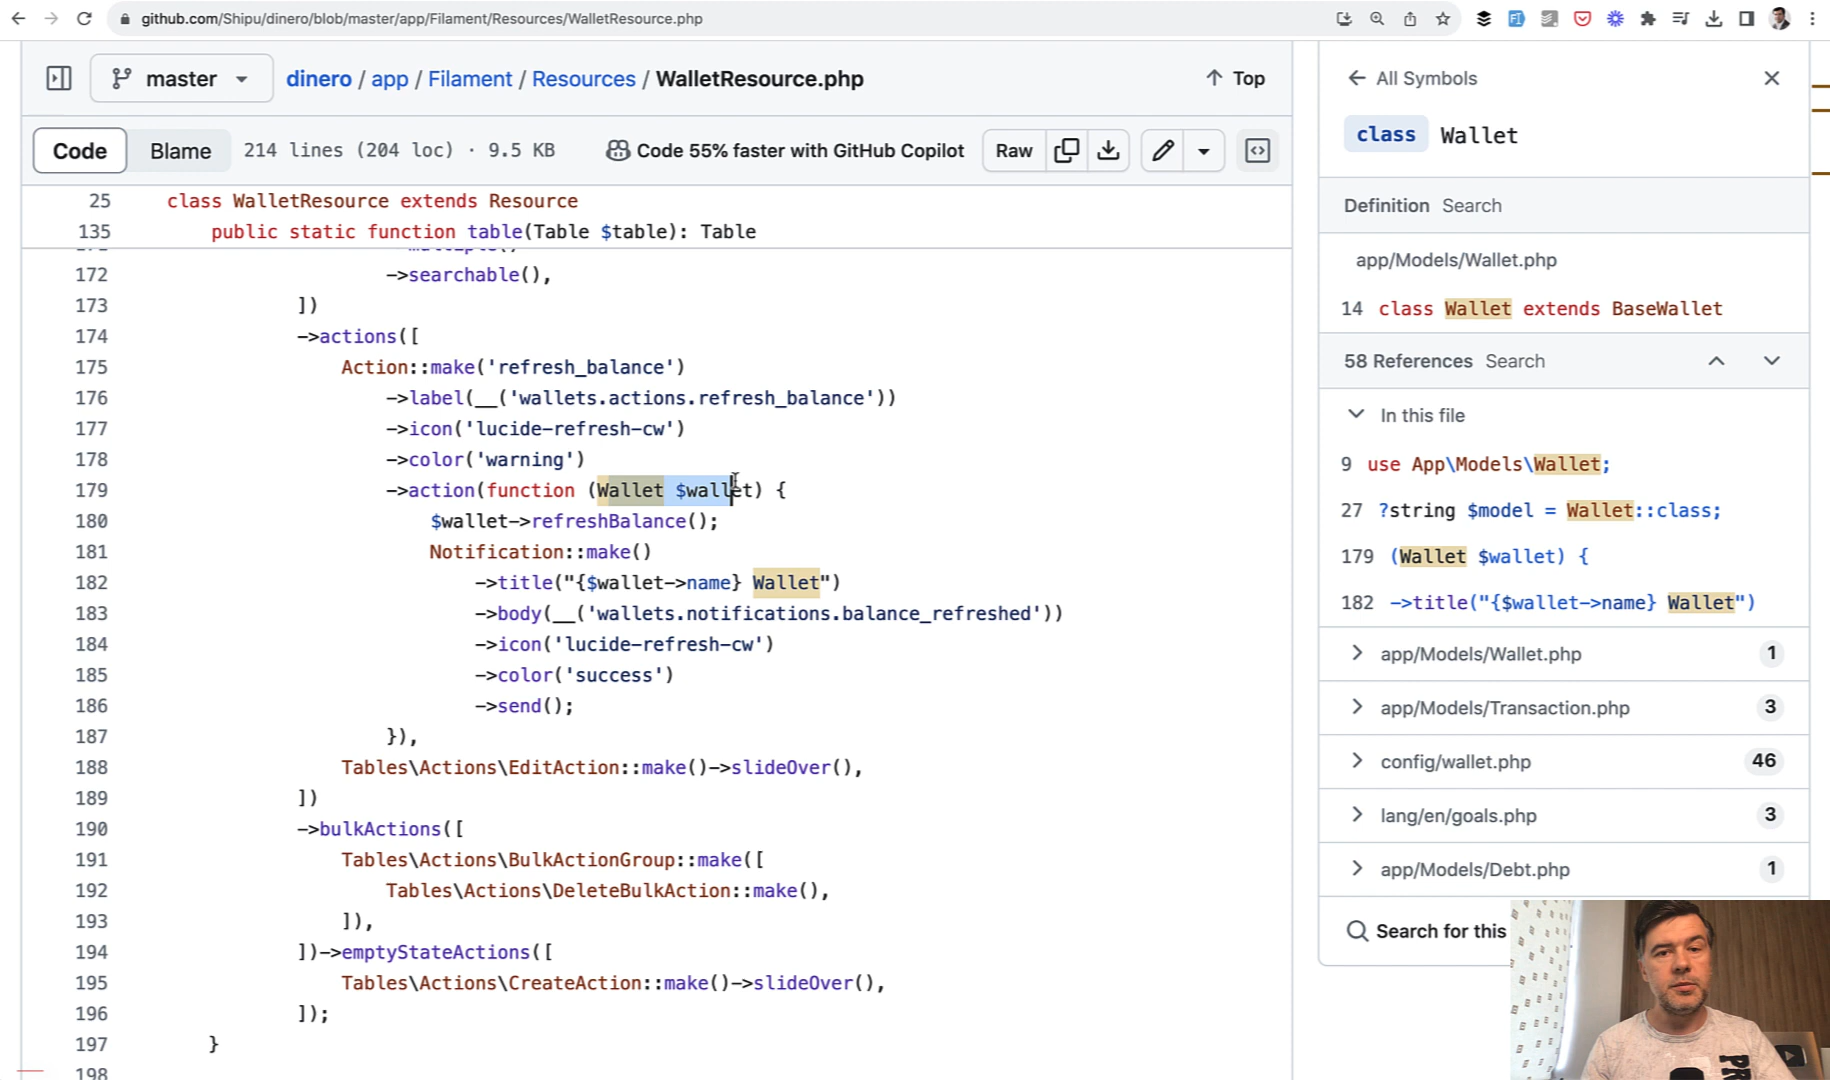 github.com/Shipu/dinero/blob/master/app/Filament/Resources/WalletResource.php
master
dinero / app / Filament / Resources / WalletResource.php
Top
Code
Blame
214 lines (204 loc) · 9.5 KB
Code 55% faster with GitHub Copilot
Raw
25 class WalletResource extends Resource
135 public static function table(Table $table): Table
172 ->searchable(),
173 ])
174 ->actions([
175 Action::make('refresh_balance')
176 ->label(__('wallets.actions.refresh_balance'))
177 ->icon('lucide-refresh-cw')
178 ->color('warning')
179 ->action(function (Wallet $wallet) {
180 $wallet->refreshBalance();
181 Notification::make()
182 ->title("{$wallet->name} Wallet")
183 ->body(__('wallets.notifications.balance_refreshed'))
184 ->icon('lucide-refresh-cw')
185 ->color('success')
186 ->send();
187 }),
188 Tables\Actions\EditAction::make()->slideOver(),
189 ])
190 ->bulkActions([
191 Tables\Actions\BulkActionGroup::make([
192 Tables\Actions\DeleteBulkAction::make(),
193 ]),
194 ])->emptyStateActions([
195 Tables\Actions\CreateAction::make()->slideOver(),
196 ]);
197 }
198
All Symbols
class Wallet
Definition Search
app/Models/Wallet.php
14 class Wallet extends BaseWallet
58 References Search
In this file
9 use App\Models\Wallet;
27 ?string $model = Wallet::class;
179 (Wallet $wallet) {
182 ->title("{$wallet->name} Wallet")
app/Models/Wallet.php 1
app/Models/Transaction.php 3
config/wallet.php 46
lang/en/goals.php 3
app/Models/Debt.php 1
Search for this